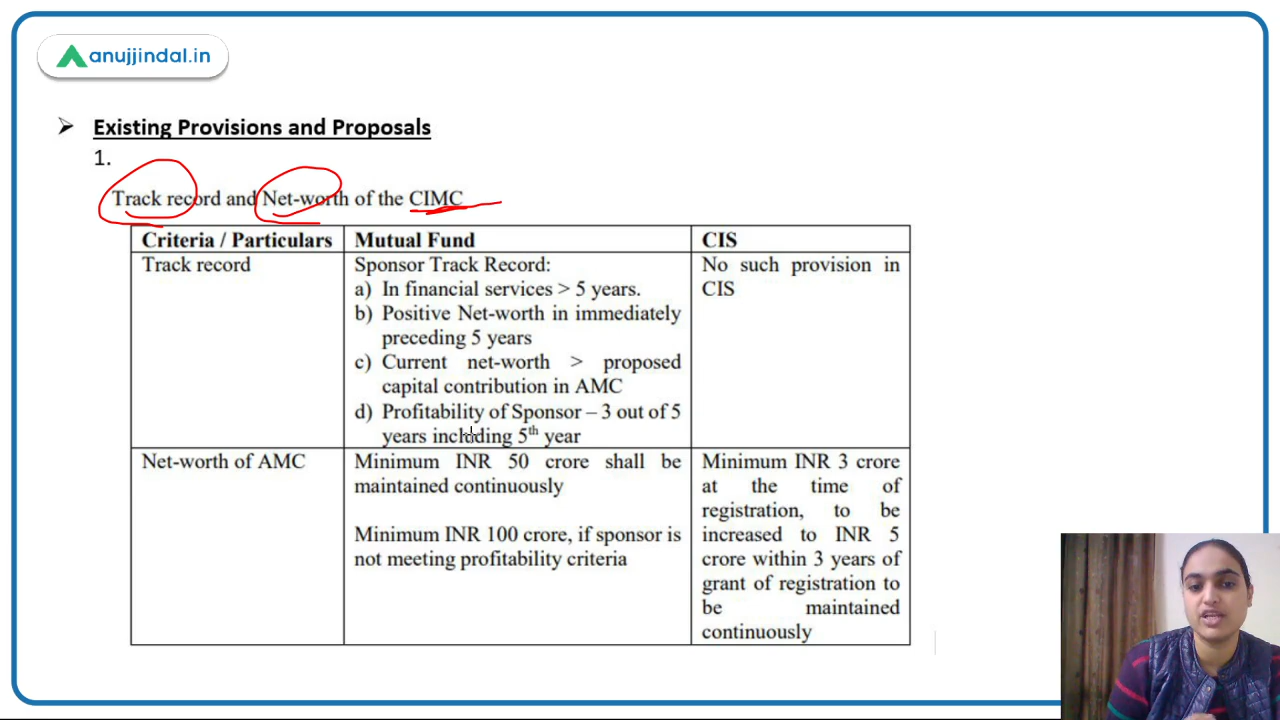 anujjindal.in
Existing Provisions and Proposals
1.
Track record and Net-worth of the CIMC
Criteria / Particulars
Mutual Fund
CIS
Track record
Sponsor Track Record:
a) In financial services > 5 years.
b) Positive Net-worth in immediately
preceding 5 years
c) Current net-worth > proposed
capital contribution in AMC
d) Profitability of Sponsor – 3 out of 5
years including 5th year
No such provision in
CIS
Net-worth of AMC
Minimum INR 50 crore shall be
maintained continuously
Minimum INR 100 crore, if sponsor is
not meeting profitability criteria
Minimum INR 3 crore
at the time of
registration, to be
increased to INR 5
crore within 3 years of
grant of registration to
be maintained
continuously